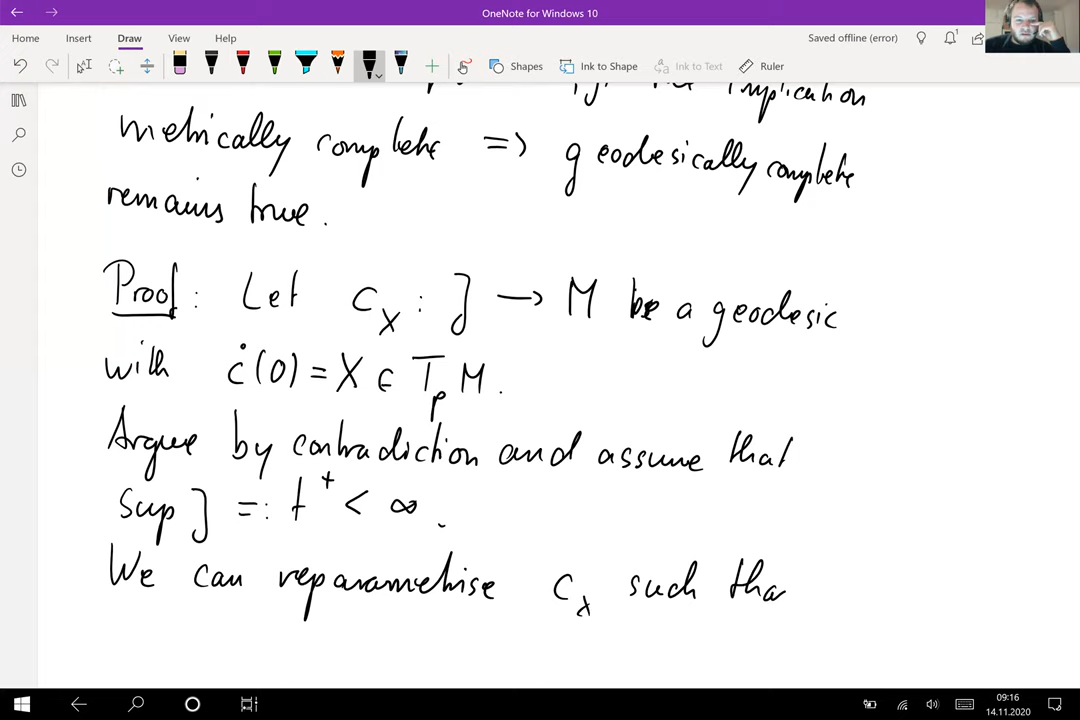 OneNote for Windows 10
Home Insert Draw View Help Saved offline (error)
Shapes Ink to Shape Ink to Text Ruler
implication
metrically complete => geodesically complete
remains true.
Proof: Let c_X : J → M be a geodesic
with ċ(0) = X ∈ T_p M.
Argue by contradiction and assume that
Sup J =: t^+ < ∞.
We can reparametrise c_X such tha
09:16
14.11.2020